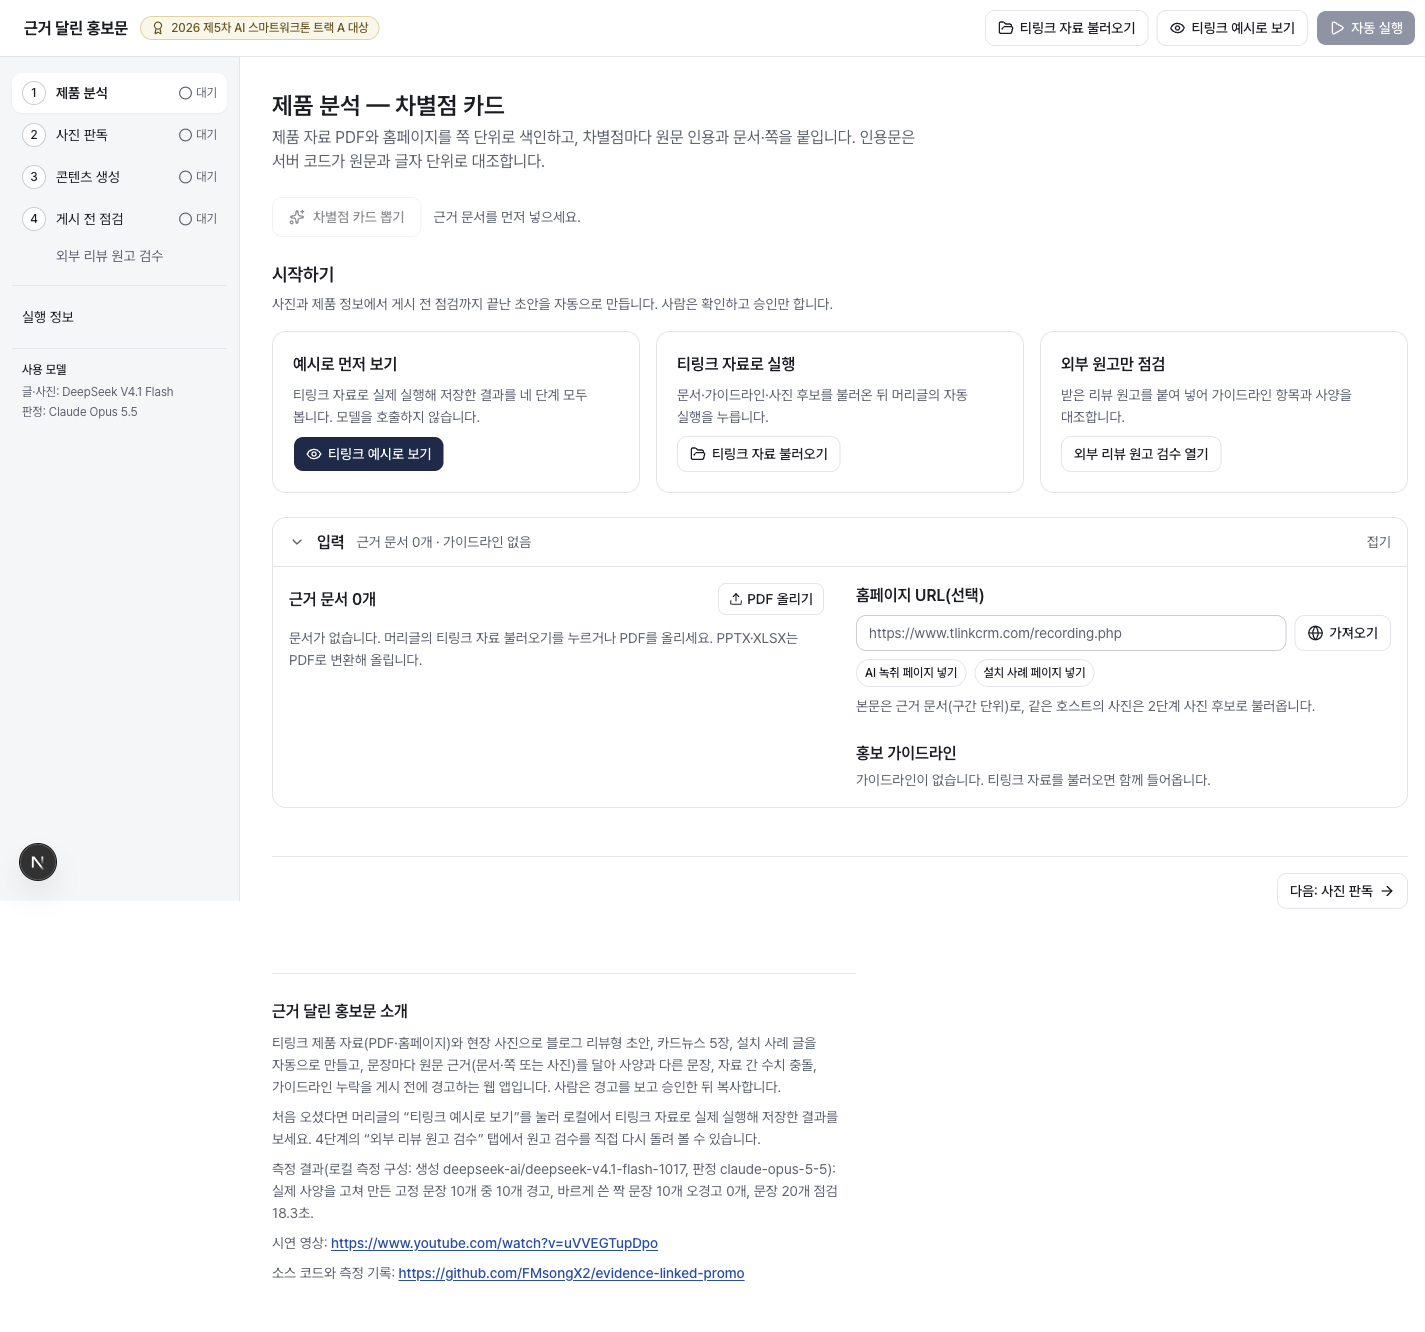 근거 달린 홍보문
2026 제5차 AI 스마트워크톤 트랙 A 대상
티링크 자료 불러오기
티링크 예시로 보기
자동 실행
1 제품 분석 대기
2 사진 판독 대기
3 콘텐츠 생성 대기
4 게시 전 점검 대기
외부 리뷰 원고 검수
실행 정보
사용 모델
글·사진: DeepSeek V4.1 Flash
판정: Claude Opus 5.5
N
제품 분석 — 차별점 카드
제품 자료 PDF와 홈페이지를 쪽 단위로 색인하고, 차별점마다 원문 인용과 문서·쪽을 붙입니다. 인용문은
서버 코드가 원문과 글자 단위로 대조합니다.
차별점 카드 뽑기
근거 문서를 먼저 넣으세요.
시작하기
사진과 제품 정보에서 게시 전 점검까지 끝난 초안을 자동으로 만듭니다. 사람은 확인하고 승인만 합니다.
예시로 먼저 보기
티링크 자료로 실제 실행해 저장한 결과를 네 단계 모두
봅니다. 모델을 호출하지 않습니다.
티링크 예시로 보기
티링크 자료로 실행
문서·가이드라인·사진 후보를 불러온 뒤 머리글의 자동
실행을 누릅니다.
티링크 자료 불러오기
외부 원고만 점검
받은 리뷰 원고를 붙여 넣어 가이드라인 항목과 사양을
대조합니다.
외부 리뷰 원고 검수 열기
입력 근거 문서 0개 · 가이드라인 없음 접기
근거 문서 0개
PDF 올리기
문서가 없습니다. 머리글의 티링크 자료 불러오기를 누르거나 PDF를 올리세요. PPTX·XLSX는
PDF로 변환해 올립니다.
홈페이지 URL(선택)
https://www.tlinkcrm.com/recording.php
가져오기
AI 녹취 페이지 넣기
설치 사례 페이지 넣기
본문은 근거 문서(구간 단위)로, 같은 호스트의 사진은 2단계 사진 후보로 불러옵니다.
홍보 가이드라인
가이드라인이 없습니다. 티링크 자료를 불러오면 함께 들어옵니다.
다음: 사진 판독
근거 달린 홍보문 소개
티링크 제품 자료(PDF·홈페이지)와 현장 사진으로 블로그 리뷰형 초안, 카드뉴스 5장, 설치 사례 글을
자동으로 만들고, 문장마다 원문 근거(문서·쪽 또는 사진)를 달아 사양과 다른 문장, 자료 간 수치 충돌,
가이드라인 누락을 게시 전에 경고하는 웹 앱입니다. 사람은 경고를 보고 승인한 뒤 복사합니다.
처음 오셨다면 머리글의 “티링크 예시로 보기”를 눌러 로컬에서 티링크 자료로 실제 실행해 저장한 결과를
보세요. 4단계의 “외부 리뷰 원고 검수” 탭에서 원고 검수를 직접 다시 돌려 볼 수 있습니다.
측정 결과(로컬 측정 구성: 생성 deepseek-ai/deepseek-v4.1-flash-1017, 판정 claude-opus-5-5):
실제 사양을 고쳐 만든 고정 문장 10개 중 10개 경고, 바르게 쓴 짝 문장 10개 오경고 0개, 문장 20개 점검
18.3초.
시연 영상: https://www.youtube.com/watch?v=uVVEGTupDpo
소스 코드와 측정 기록: https://github.com/FMsongX2/evidence-linked-promo